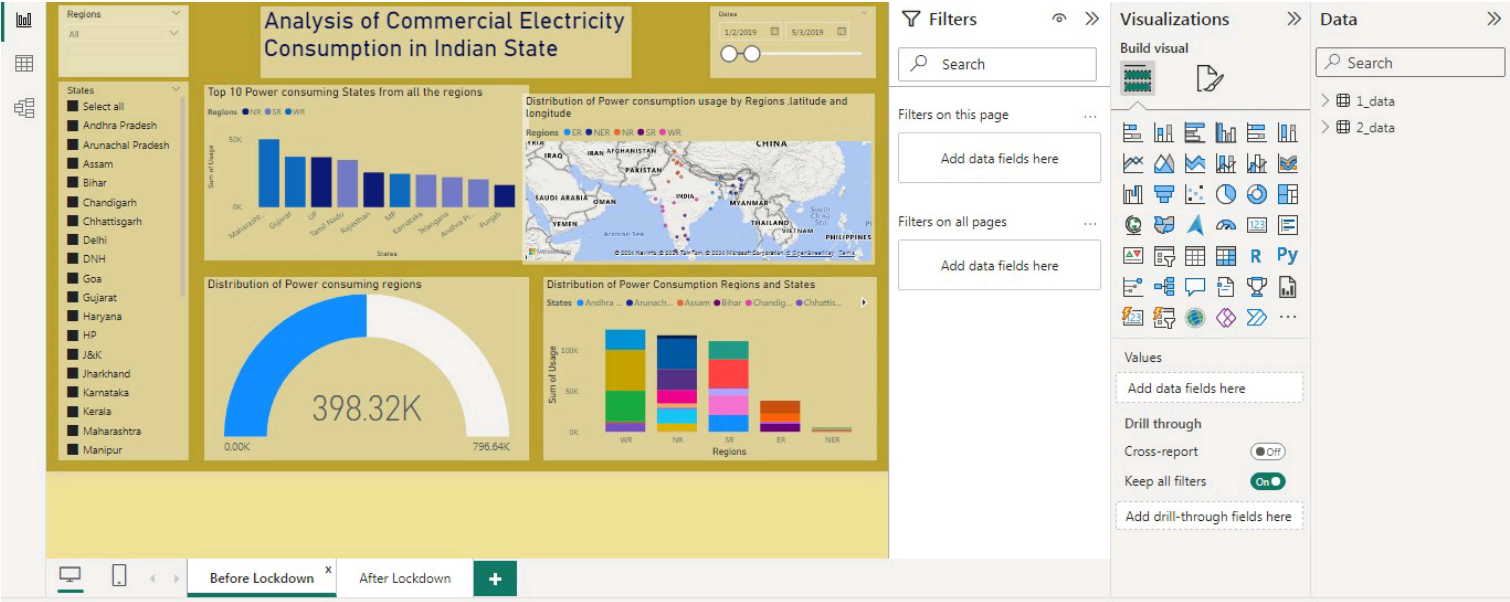 Regions
All
Analysis of Commercial Electricity
Consumption in Indian State
Dates
1/2/2019 5/3/2019
States
Select all
Andhra Pradesh
Arunachal Pradesh
Assam
Bihar
Chandigarh
Chhattisgarh
Delhi
DNH
Goa
Gujarat
Haryana
HP
J&K
Jharkhand
Karnataka
Kerala
Maharashtra
Manipur
Top 10 Power consuming States from all the regions
Regions NR SR WR
Sum of Usage
50K
0K
Maharasht...
Gujarat
UP
Tamil Nadu
Rajasthan
MP
Karnataka
Telangana
Andhra Pr...
Punjab
States
Distribution of Power consumption usage by Regions ,latitude and
longitude
Regions ER NER NR SR WR
IRAQ
IRAN
AFGHANISTAN
CHINA
PAKISTAN
SAUDI ARABIA
OMAN
INDIA
MYANMAR
YEMEN
Arabian Sea
THAILAND
South
China
Sea
VIETNAM
PHILIPPINES
© OpenStreetMap Terms
Distribution of Power consuming regions
398.32K
0.00K
796.64K
Distribution of Power Consumption Regions and States
States Andhra ... Arunach... Assam Bihar Chandig... Chhattis...
Sum of Usage
100K
50K
0K
WR NR SR ER NER
Regions
Filters
Search
Filters on this page ...
Add data fields here
Filters on all pages ...
Add data fields here
Visualizations
Build visual
123
R
Py
123
...
Values
Add data fields here
Drill through
Cross-report Off
Keep all filters On
Add drill-through fields here
Data
Search
1_data
2_data
Before Lockdown x
After Lockdown
+